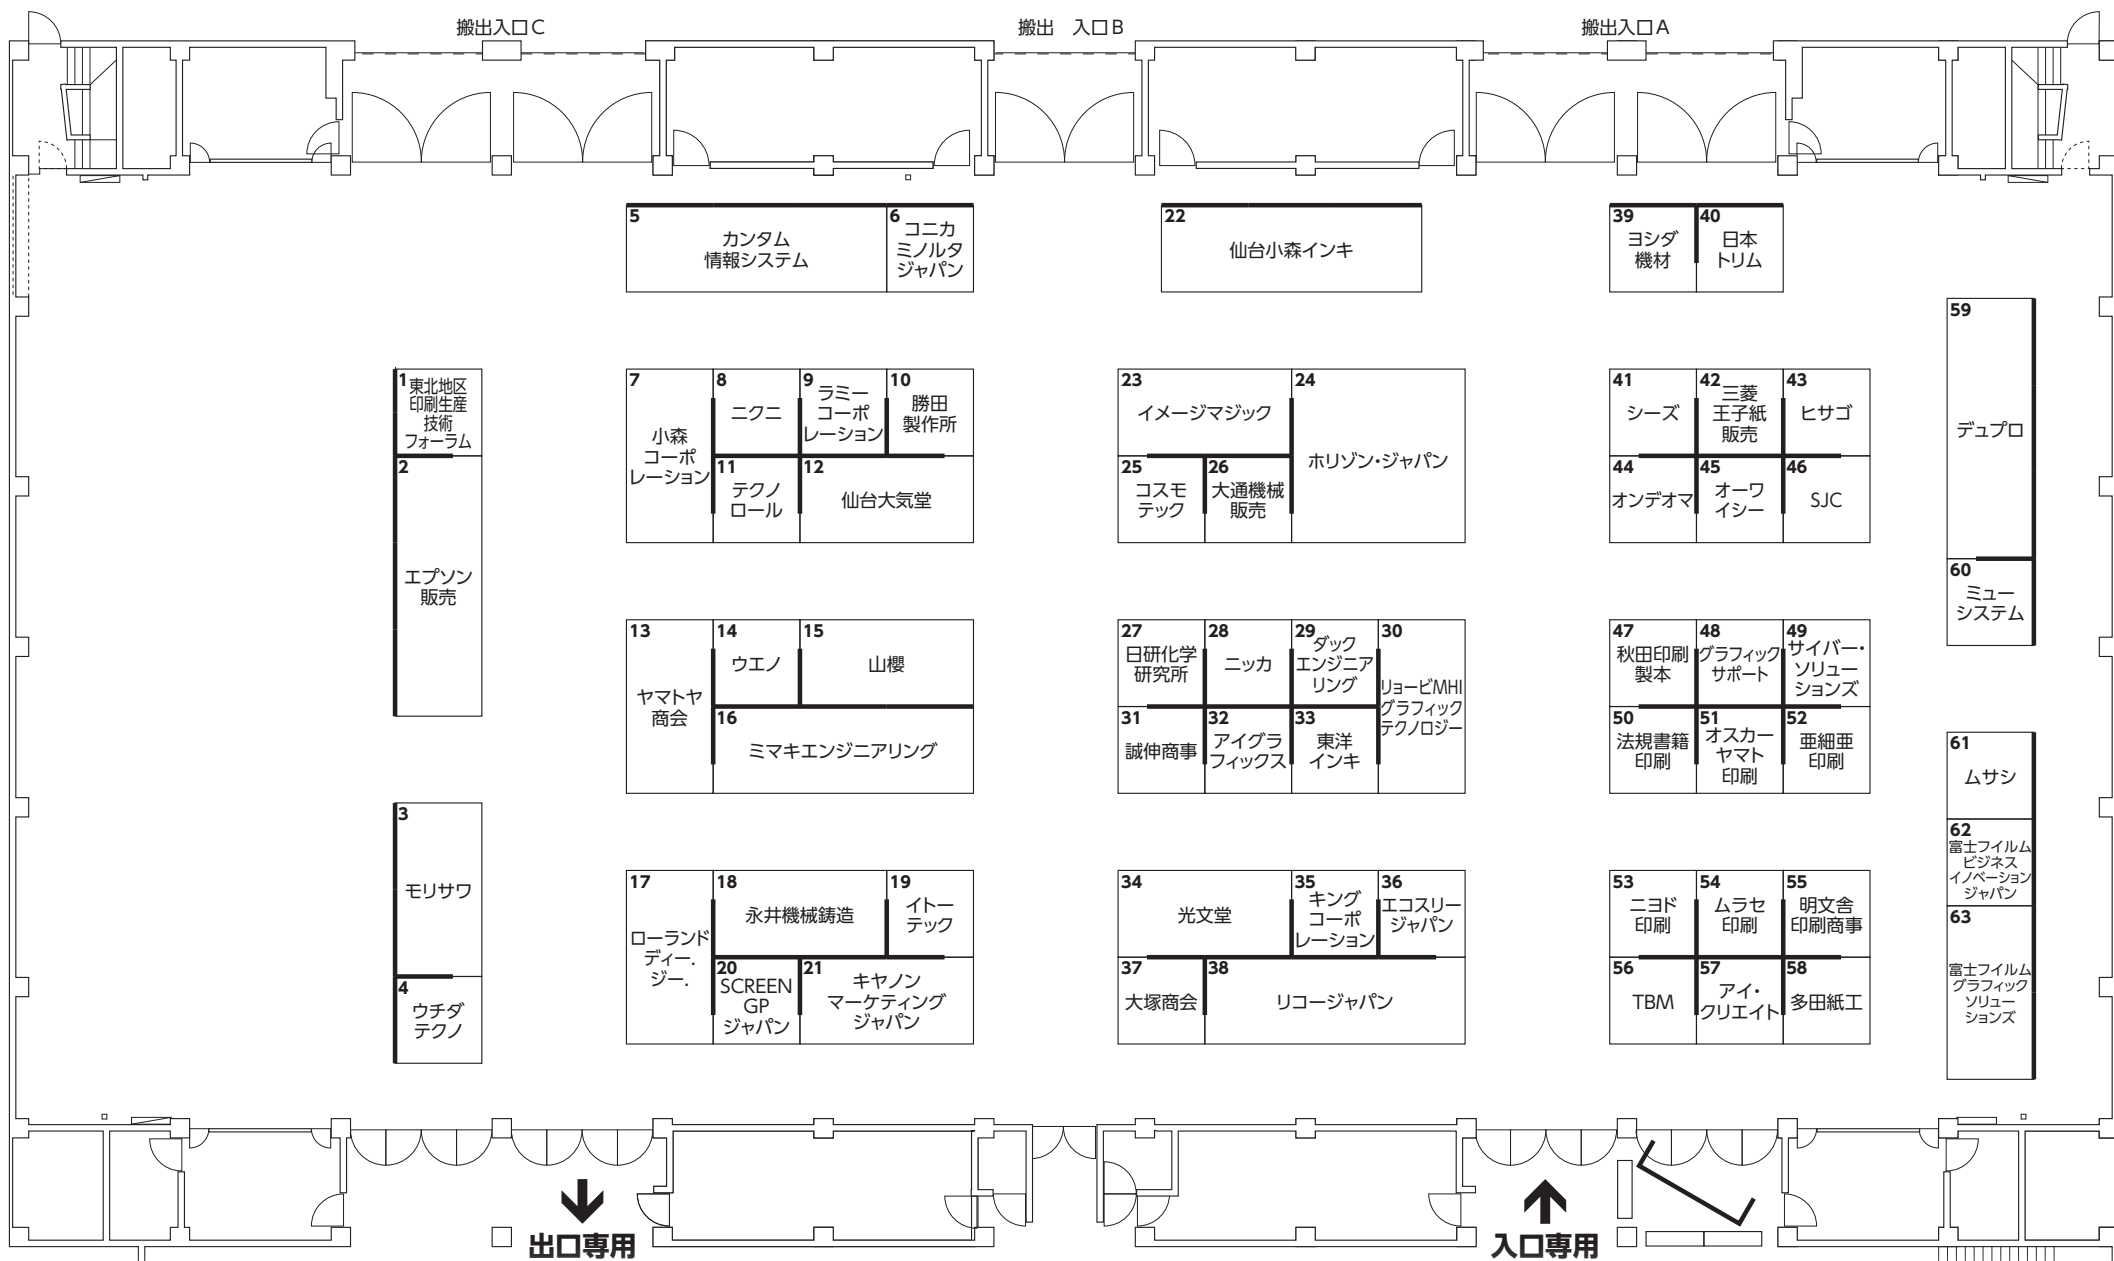 搬出入口C
搬出 入口B
搬出入口A
5
カンタム
情報システム
6
コニカ
ミノルタ
ジャパン
22
仙台小森インキ
39
ヨシダ
機材
40
日本
トリム
59
デュプロ
60
ミュー
システム
1
東北地区
印刷生産
技術
フォーラム
2
エプソン
販売
7
小森
コーポ
レーション
8
ニクニ
9
ラミー
コーポ
レーション
10
勝田
製作所
11
テクノ
ロール
12
仙台大気堂
23
イメージマジック
24
ホリゾン・ジャパン
25
コスモ
テック
26
大通機械
販売
41
シーズ
42
三菱
王子紙
販売
43
ヒサゴ
44
オンデオマ
45
オーワ
イシー
46
SJC
13
ヤマトヤ
商会
14
ウエノ
15
山櫻
16
ミマキエンジニアリング
27
日研化学
研究所
28
ニッカ
29
ダック
エンジニア
リング
30
リョービMHI
グラフィック
テクノロジー
31
誠伸商事
32
アイグラ
フィックス
33
東洋
インキ
47
秋田印刷
製本
48
グラフィック
サポート
49
サイバー・
ソリュー
ションズ
50
法規書籍
印刷
51
オスカー
ヤマト
印刷
52
亜細亜
印刷
61
ムサシ
62
富士フイルム
ビジネス
イノベーション
ジャパン
63
富士フイルム
グラフィック
ソリュー
ションズ
3
モリサワ
4
ウチダ
テクノ
17
ローランド
ディー.
ジー.
18
永井機械鋳造
19
イトー
テック
20
SCREEN
GP
ジャパン
21
キヤノン
マーケティング
ジャパン
34
光文堂
35
キング
コーポ
レーション
36
エコスリー
ジャパン
37
大塚商会
38
リコージャパン
53
ニヨド
印刷
54
ムラセ
印刷
55
明文舎
印刷商事
56
TBM
57
アイ・
クリエイト
58
多田紙工
出口専用
入口専用